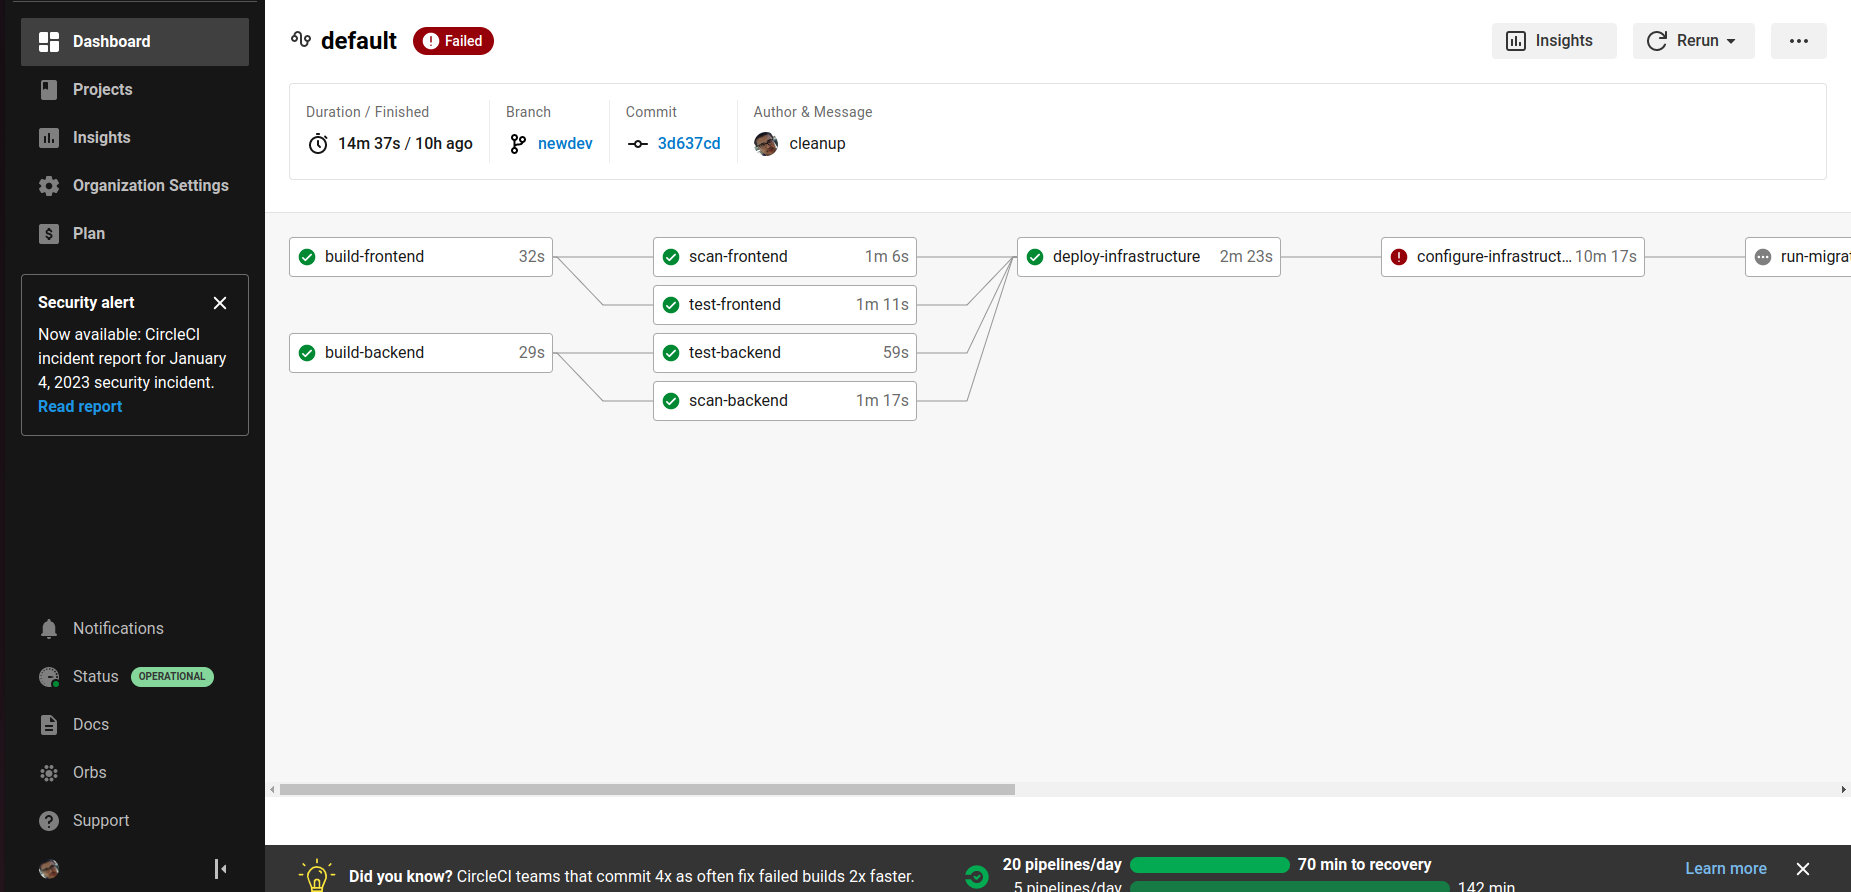 Dashboard
Projects
Insights
Organization Settings
Plan
Security alert
Now available: CircleCI
incident report for January
4, 2023 security incident.
Read report
Notifications
Status OPERATIONAL
Docs
Orbs
Support
default Failed
Insights Rerun
Duration / Finished Branch Commit Author & Message
14m 37s / 10h ago newdev 3d637cd cleanup
build-frontend 32s scan-frontend 1m 6s deploy-infrastructure 2m 23s configure-infrastruct... 10m 17s run-migrat
test-frontend 1m 11s
build-backend 29s test-backend 59s
scan-backend 1m 17s
20 pipelines/day 70 min to recovery
Did you know? CircleCI teams that commit 4x as often fix failed builds 2x faster.
5 pipelines/day 142 min
Learn more